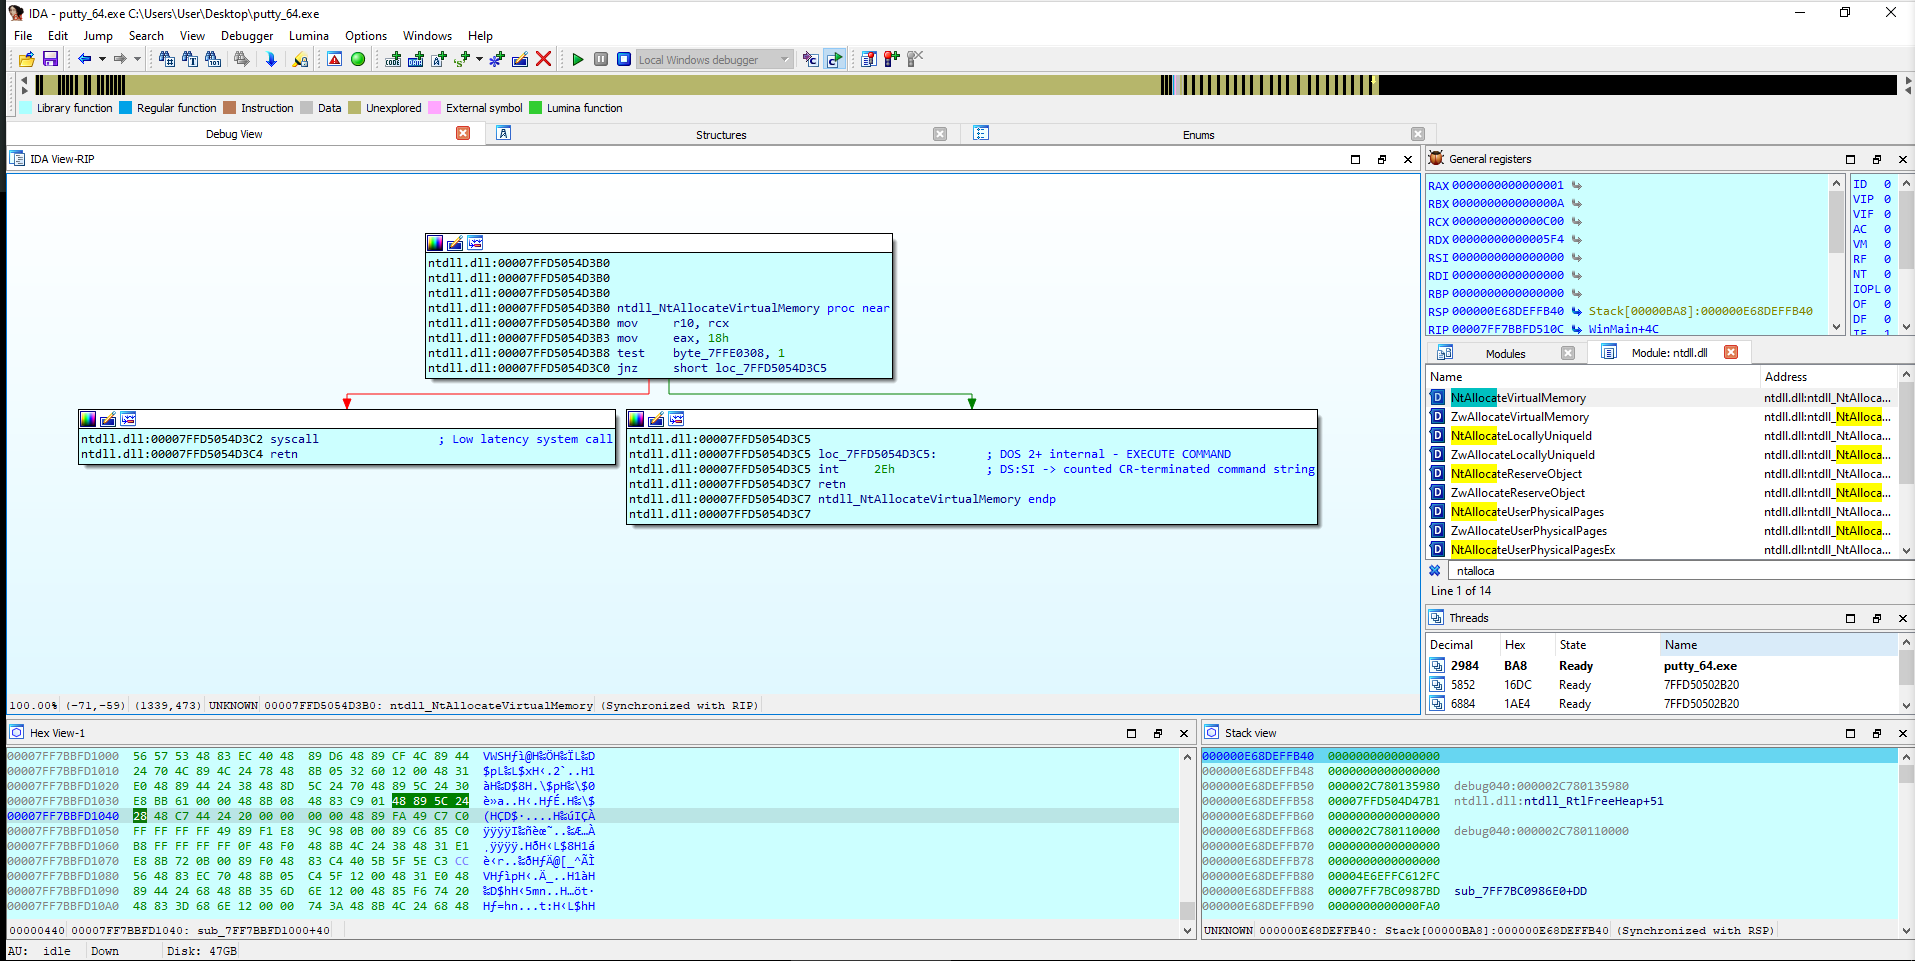 IDA - putty_64.exe C:\Users\User\Desktop\putty_64.exe
File Edit Jump Search View Debugger Lumina Options Windows Help
Local Windows debugger
Library function Regular function Instruction Data Unexplored External symbol Lumina function
Debug View Structures Enums
IDA View-RIP
ntdll.dll:00007FFD5054D3B0
ntdll.dll:00007FFD5054D3B0
ntdll.dll:00007FFD5054D3B0
ntdll.dll:00007FFD5054D3B0 ntdll_NtAllocateVirtualMemory proc near
ntdll.dll:00007FFD5054D3B0 mov r10, rcx
ntdll.dll:00007FFD5054D3B3 mov eax, 18h
ntdll.dll:00007FFD5054D3B8 test byte_7FFE0308, 1
ntdll.dll:00007FFD5054D3C0 jnz short loc_7FFD5054D3C5
ntdll.dll:00007FFD5054D3C2 syscall ; Low latency system call
ntdll.dll:00007FFD5054D3C4 retn
ntdll.dll:00007FFD5054D3C5
ntdll.dll:00007FFD5054D3C5 loc_7FFD5054D3C5: ; DOS 2+ internal - EXECUTE COMMAND
ntdll.dll:00007FFD5054D3C5 int 2Eh ; DS:SI -> counted CR-terminated command string
ntdll.dll:00007FFD5054D3C7 retn
ntdll.dll:00007FFD5054D3C7 ntdll_NtAllocateVirtualMemory endp
ntdll.dll:00007FFD5054D3C7
100.00% (-71,-59) (1339,473) UNKNOWN 00007FFD5054D3B0: ntdll_NtAllocateVirtualMemory (Synchronized with RIP)
General registers
RAX 0000000000000001
RBX 000000000000000A
RCX 0000000000000C00
RDX 00000000000005F4
RSI 0000000000000000
RDI 0000000000000000
RBP 0000000000000000
RSP 000000E68DEFFB40 Stack[00000BA8]:000000E68DEFFB40
RIP 00007FF7BBFD510C WinMain+4C
ID 0
VIP 0
VIF 0
AC 0
VM 0
RF 0
NT 0
IOPL 0
OF 0
DF 0
IF 1
Modules Module: ntdll.dll
Name Address
NtAllocateVirtualMemory ntdll.dll:ntdll_NtAlloca...
ZwAllocateVirtualMemory ntdll.dll:ntdll_NtAlloca...
NtAllocateLocallyUniqueId ntdll.dll:ntdll_NtAlloca...
ZwAllocateLocallyUniqueId ntdll.dll:ntdll_NtAlloca...
NtAllocateReserveObject ntdll.dll:ntdll_NtAlloca...
ZwAllocateReserveObject ntdll.dll:ntdll_NtAlloca...
NtAllocateUserPhysicalPages ntdll.dll:ntdll_NtAlloca...
ZwAllocateUserPhysicalPages ntdll.dll:ntdll_NtAlloca...
NtAllocateUserPhysicalPagesEx ntdll.dll:ntdll_NtAlloca...
ntalloca
Line 1 of 14
Threads
Decimal Hex State Name
2984 BA8 Ready putty_64.exe
5852 16DC Ready 7FFD50502B20
6884 1AE4 Ready 7FFD50502B20
Hex View-1
00007FF7BBFD1000 56 57 53 48 83 EC 40 48 89 D6 48 89 CF 4C 89 44 VWSHƒì@H‰ÖH‰ÏL‰D
00007FF7BBFD1010 24 70 4C 89 4C 24 78 48 8B 05 32 60 12 00 48 31 $pL‰L$xH‹.2`..H1
00007FF7BBFD1020 E0 48 89 44 24 38 48 8D 5C 24 70 48 89 5C 24 30 àH‰D$8H.\$pH‰\$0
00007FF7BBFD1030 E8 BB 61 00 00 48 8B 08 48 83 C9 01 48 89 5C 24 è»a..H‹.HƒÉ.H‰\$
00007FF7BBFD1040 28 48 C7 44 24 20 00 00 00 00 48 89 FA 49 C7 C0 (HÇD$·....H‰úIÇÀ
00007FF7BBFD1050 FF FF FF FF 49 89 F1 E8 9C 98 0B 00 89 C6 85 C0 ÿÿÿÿI‰ñèœ˜..‰Æ…À
00007FF7BBFD1060 B8 FF FF FF FF 0F 48 F0 48 8B 4C 24 38 48 31 E1 ¸ÿÿÿÿ.HðH‹L$8H1á
00007FF7BBFD1070 E8 8B 72 0B 00 89 F0 48 83 C4 40 5B 5F 5E C3 CC è‹r..‰ðHƒÄ@[_^ÃÌ
00007FF7BBFD1080 56 48 83 EC 70 48 8B 05 C4 5F 12 00 48 31 E0 48 VHƒìpH‹.Ä_..H1àH
00007FF7BBFD1090 89 44 24 68 48 8B 35 6D 6E 12 00 48 85 F6 74 20 ‰D$hH‹5mn..H…öt·
00007FF7BBFD10A0 48 83 3D 68 6E 12 00 00 74 3A 48 8B 4C 24 68 48 Hƒ=hn...t:H‹L$hH
00000440 00007FF7BBFD1040: sub_7FF7BBFD1000+40
Stack view
000000E68DEFFB40 0000000000000000
000000E68DEFFB48 0000000000000000
000000E68DEFFB50 000002C780135980 debug040:000002C780135980
000000E68DEFFB58 00007FFD504D47B1 ntdll.dll:ntdll_RtlFreeHeap+51
000000E68DEFFB60 0000000000000000
000000E68DEFFB68 000002C780110000 debug040:000002C780110000
000000E68DEFFB70 0000000000000000
000000E68DEFFB78 0000000000000000
000000E68DEFFB80 00004E6EFFC612FC
000000E68DEFFB88 00007FF7BC0987BD sub_7FF7BC0986E0+DD
000000E68DEFFB90 0000000000000FA0
UNKNOWN 000000E68DEFFB40: Stack[00000BA8]:000000E68DEFFB40 (Synchronized with RSP)
AU: idle Down Disk: 47GB